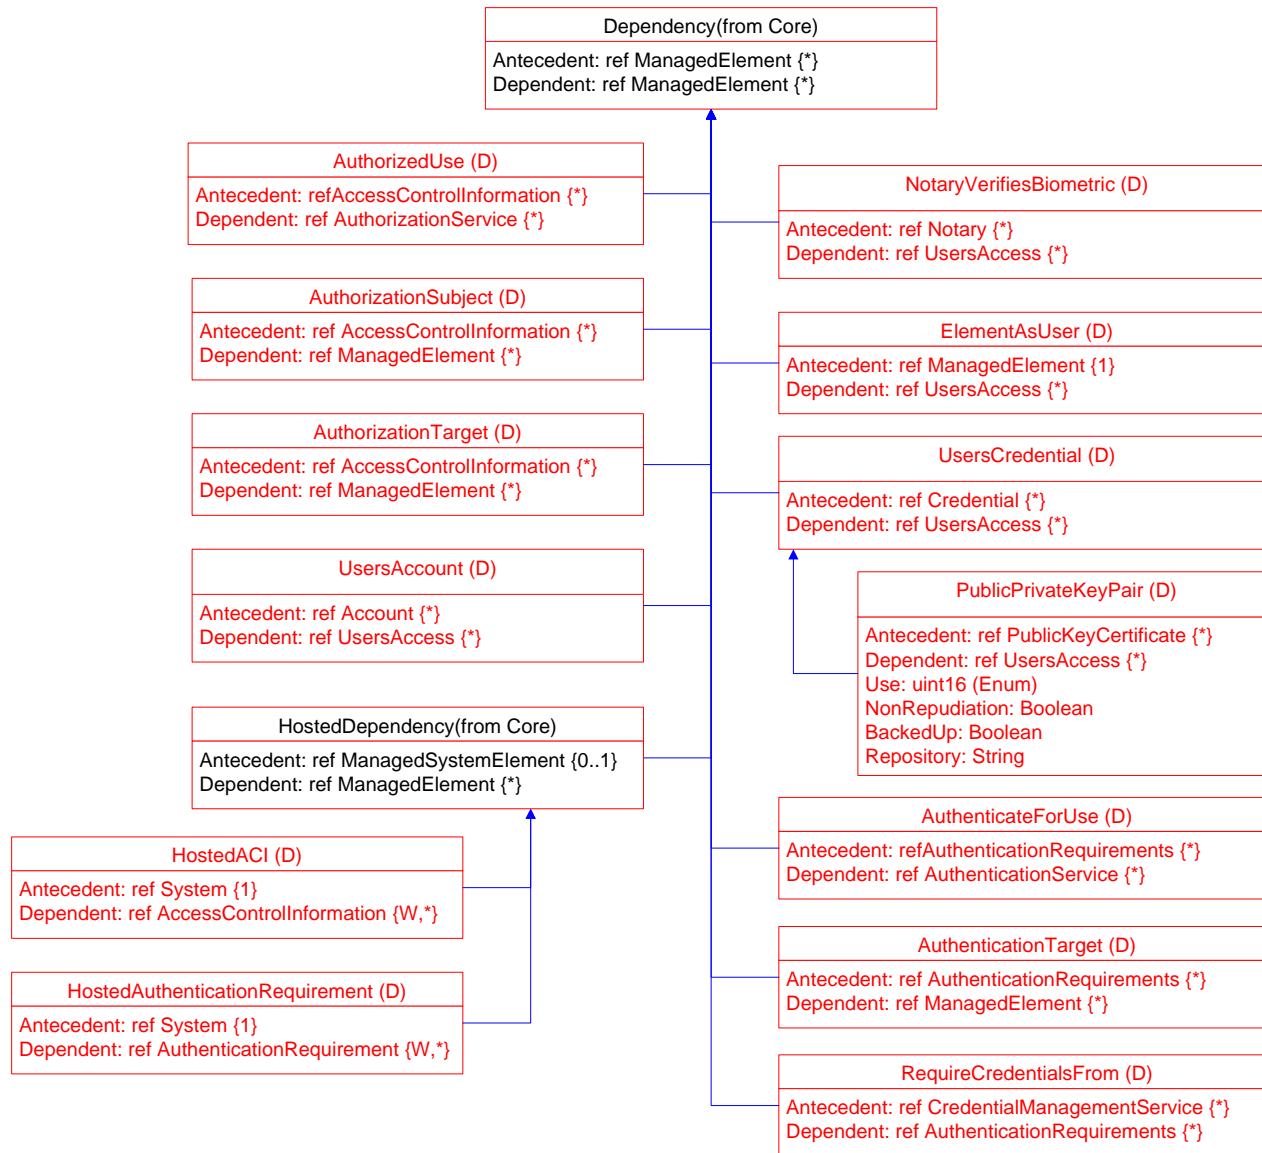 Dependency(from Core)
Antecedent: ref ManagedElement {*}
Dependent: ref ManagedElement {*}
AuthorizedUse (D)
Antecedent: refAccessControlInformation {*}
Dependent: ref AuthorizationService {*}
AuthorizationSubject (D)
Antecedent: ref AccessControlInformation {*}
Dependent: ref ManagedElement {*}
AuthorizationTarget (D)
Antecedent: ref AccessControlInformation {*}
Dependent: ref ManagedElement {*}
UsersAccount (D)
Antecedent: ref Account {*}
Dependent: ref UsersAccess {*}
HostedDependency(from Core)
Antecedent: ref ManagedSystemElement {0..1}
Dependent: ref ManagedElement {*}
HostedACI (D)
Antecedent: ref System {1}
Dependent: ref AccessControlInformation {W,*}
HostedAuthenticationRequirement (D)
Antecedent: ref System {1}
Dependent: ref AuthenticationRequirement {W,*}
NotaryVerifiesBiometric (D)
Antecedent: ref Notary {*}
Dependent: ref UsersAccess {*}
ElementAsUser (D)
Antecedent: ref ManagedElement {1}
Dependent: ref UsersAccess {*}
UsersCredential (D)
Antecedent: ref Credential {*}
Dependent: ref UsersAccess {*}
PublicPrivateKeyPair (D)
Antecedent: ref PublicKeyCertificate {*}
Dependent: ref UsersAccess {*}
Use: uint16 (Enum)
NonRepudiation: Boolean
BackedUp: Boolean
Repository: String
AuthenticateForUse (D)
Antecedent: refAuthenticationRequirements {*}
Dependent: ref AuthenticationService {*}
AuthenticationTarget (D)
Antecedent: ref AuthenticationRequirements {*}
Dependent: ref ManagedElement {*}
RequireCredentialsFrom (D)
Antecedent: ref CredentialManagementService {*}
Dependent: ref AuthenticationRequirements {*}